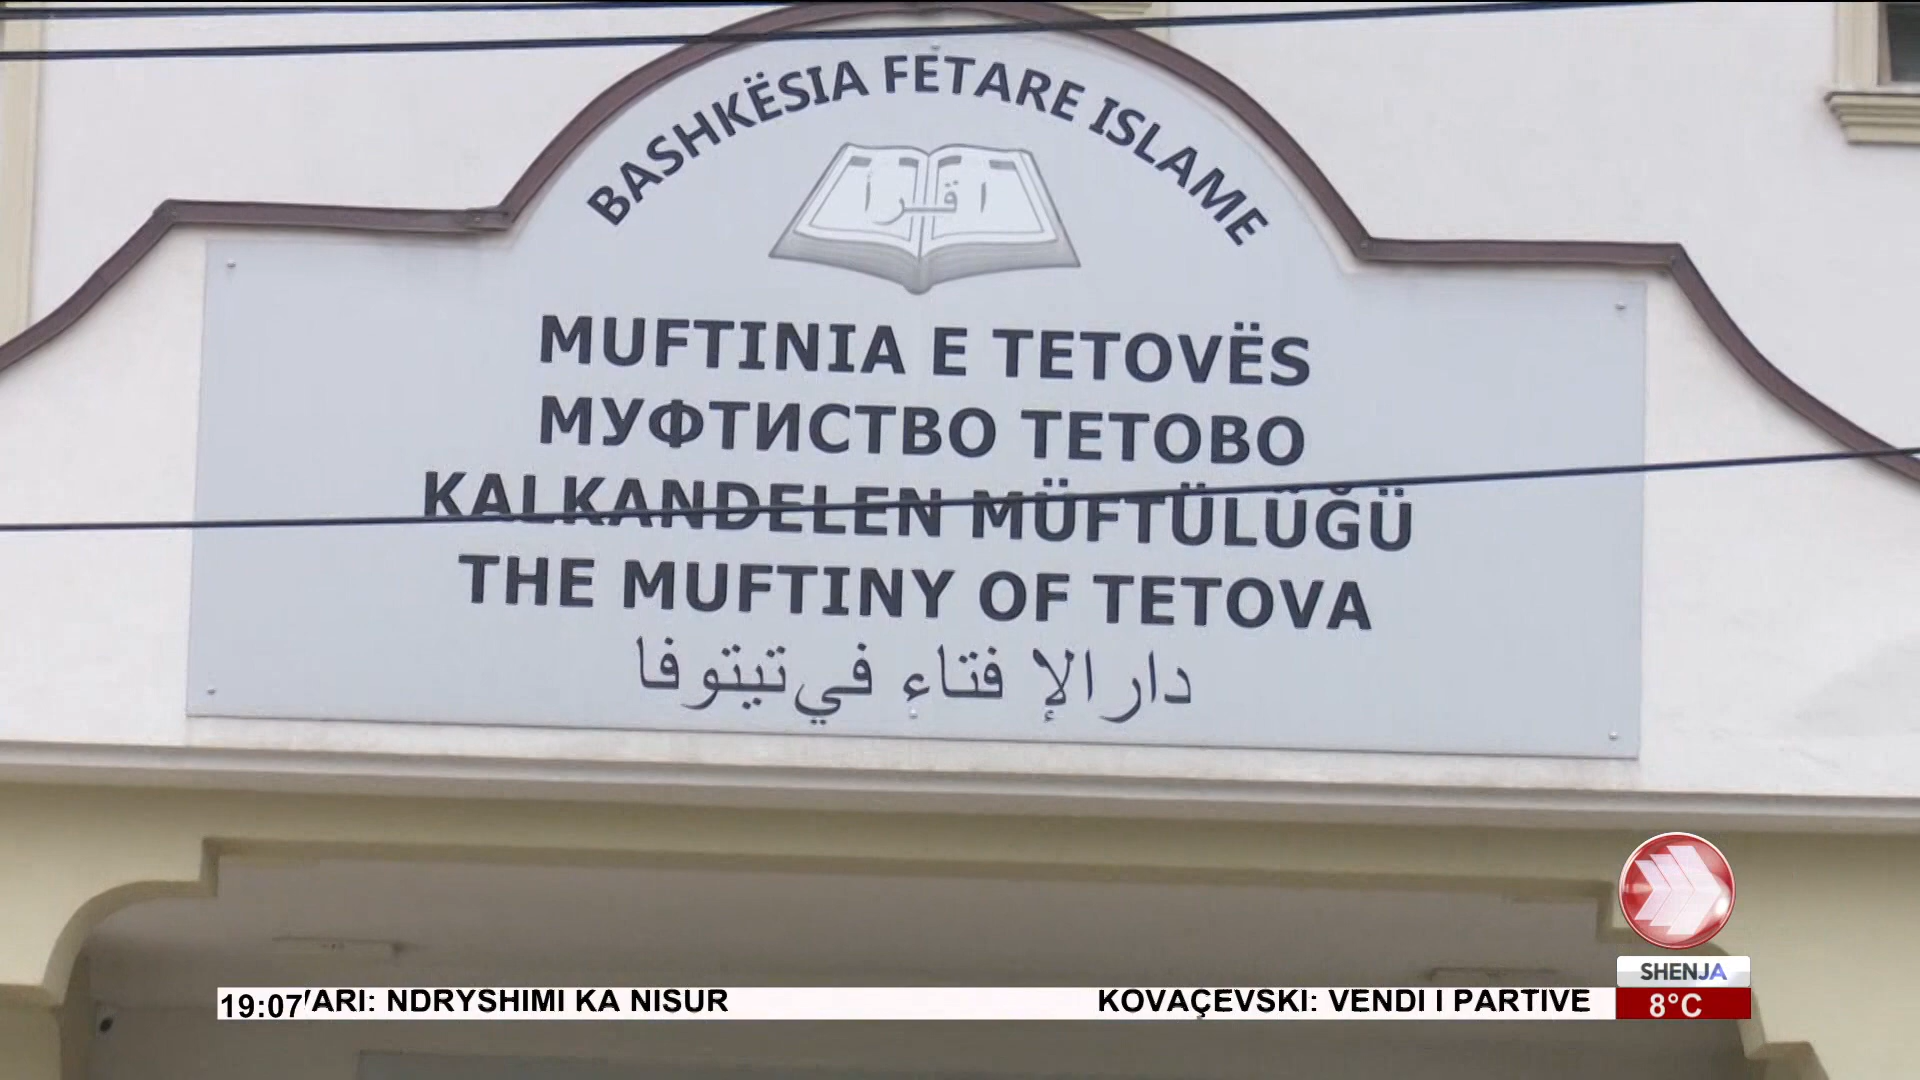 BASHKËSIA FETARE ISLAME
اقرأ
MUFTINIA E TETOVËS
МУФТИСТВО ТЕТОВО
KALKANDELEN MÜFTÜLÜĞÜ
THE MUFTINY OF TETOVA
دار الإفتاء في تيتوفا
SHENJA
19:07 ARI: NDRYSHIMI KA NISUR KOVAÇEVSKI: VENDI I PARTIVE
8°C